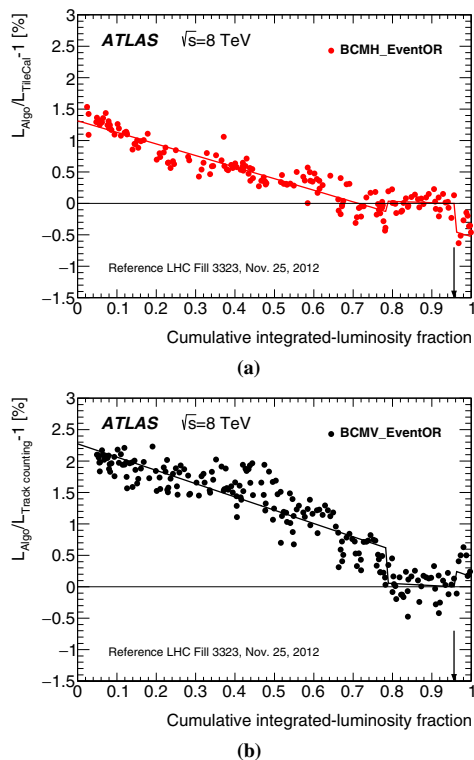 ATLAS √s=8 TeV
BCMH_EventOR
L_Algo/L_TileCal-1 [%]
3
2.5
2
1.5
1
0.5
0
−0.5
−1
−1.5
Reference LHC Fill 3323, Nov. 25, 2012
0 0.1 0.2 0.3 0.4 0.5 0.6 0.7 0.8 0.9 1
Cumulative integrated-luminosity fraction
(a)
ATLAS √s=8 TeV
BCMV_EventOR
L_Algo/L_Track counting-1 [%]
3
2.5
2
1.5
1
0.5
0
−0.5
−1
−1.5
Reference LHC Fill 3323, Nov. 25, 2012
0 0.1 0.2 0.3 0.4 0.5 0.6 0.7 0.8 0.9 1
Cumulative integrated-luminosity fraction
(b)